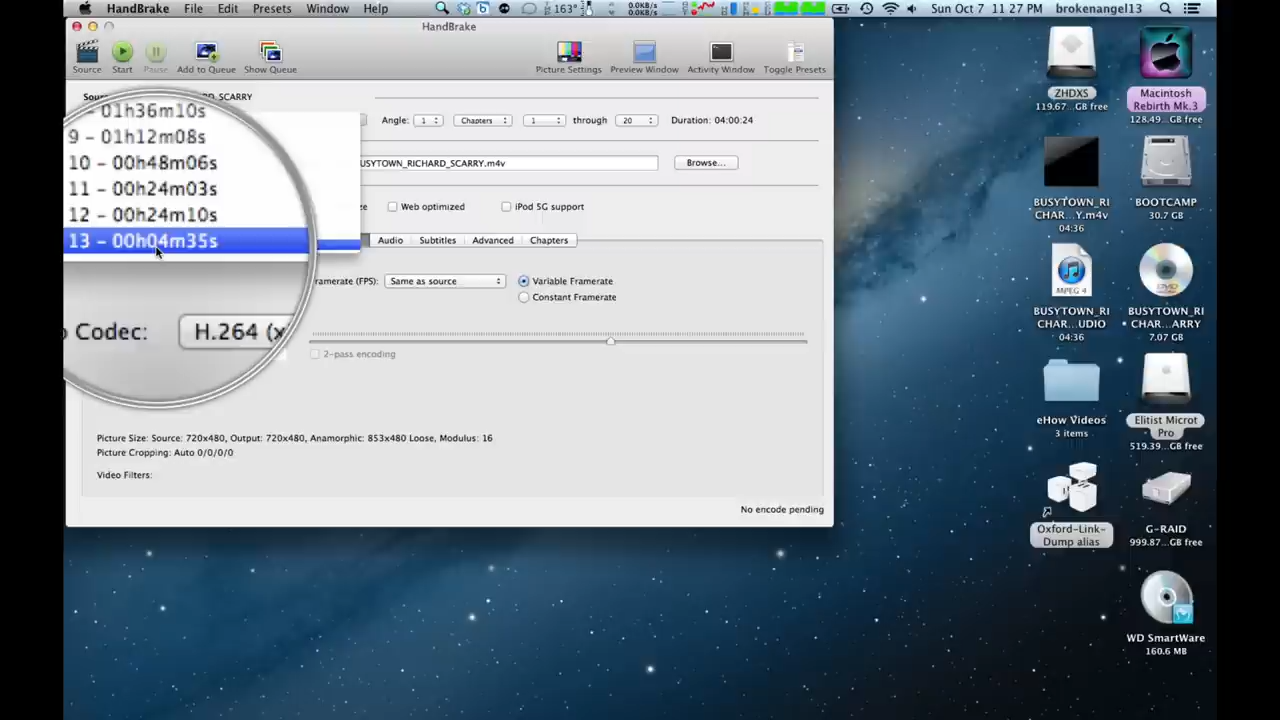 HandBrake File Edit Presets Window Help 163° 0.0KB/s 0.0KB/s Sun Oct 7 11:27 PM brokenangel13
HandBrake
Source Start Pause Add to Queue Show Queue Picture Settings Preview Window Activity Window Toggle Presets
SCARRY
01h36m10s
9 – 01h12m08s
10 – 00h48m06s
11 – 00h24m03s
12 – 00h24m10s
13 – 00h04m35s
Codec: H.264 (x
Angle: 1 Chapters 1 through 20 Duration: 04:00:24
USYTOWN_RICHARD_SCARRY.m4v Browse...
Web optimized iPod 5G support
Audio Subtitles Advanced Chapters
ramerate (FPS): Same as source Variable Framerate
Constant Framerate
2-pass encoding
Picture Size: Source: 720x480, Output: 720x480, Anamorphic: 853x480 Loose, Modulus: 16
Picture Cropping: Auto 0/0/0/0
Video Filters:
No encode pending
ZHDXS
119.67...GB free
Macintosh
Rebirth Mk.3
128.49...GB free
BUSYTOWN_RI
CHAR...Y.m4v
04:36
BOOTCAMP
30.7 GB
MPEG 4
BUSYTOWN_RI
CHAR...UDIO
04:36
DVD
BUSYTOWN_RI
CHAR...ARRY
7.07 GB
eHow Videos
3 items
Elitist Microt
Pro
519.39...GB free
Oxford-Link-
Dump alias
G-RAID
999.87...GB free
WD SmartWare
160.6 MB